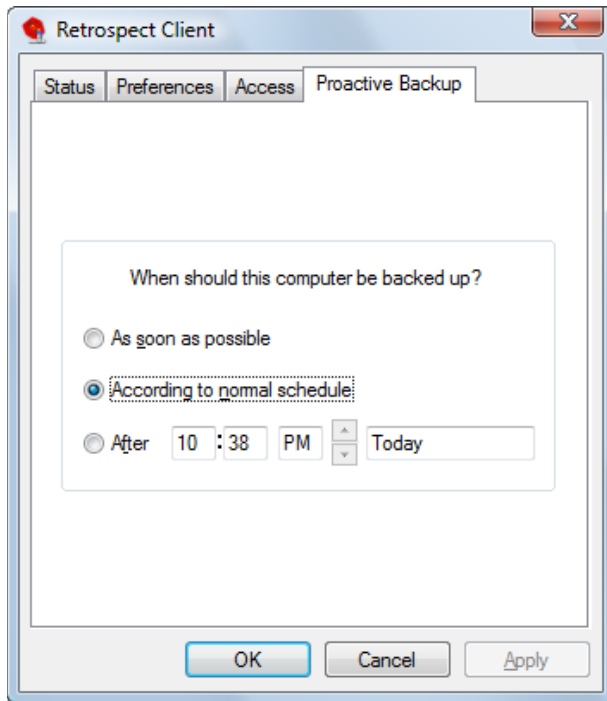 Retrospect Client
Status Preferences Access Proactive Backup
When should this computer be backed up?
As soon as possible
According to normal schedule
After 10 : 38 PM Today
OK Cancel Apply